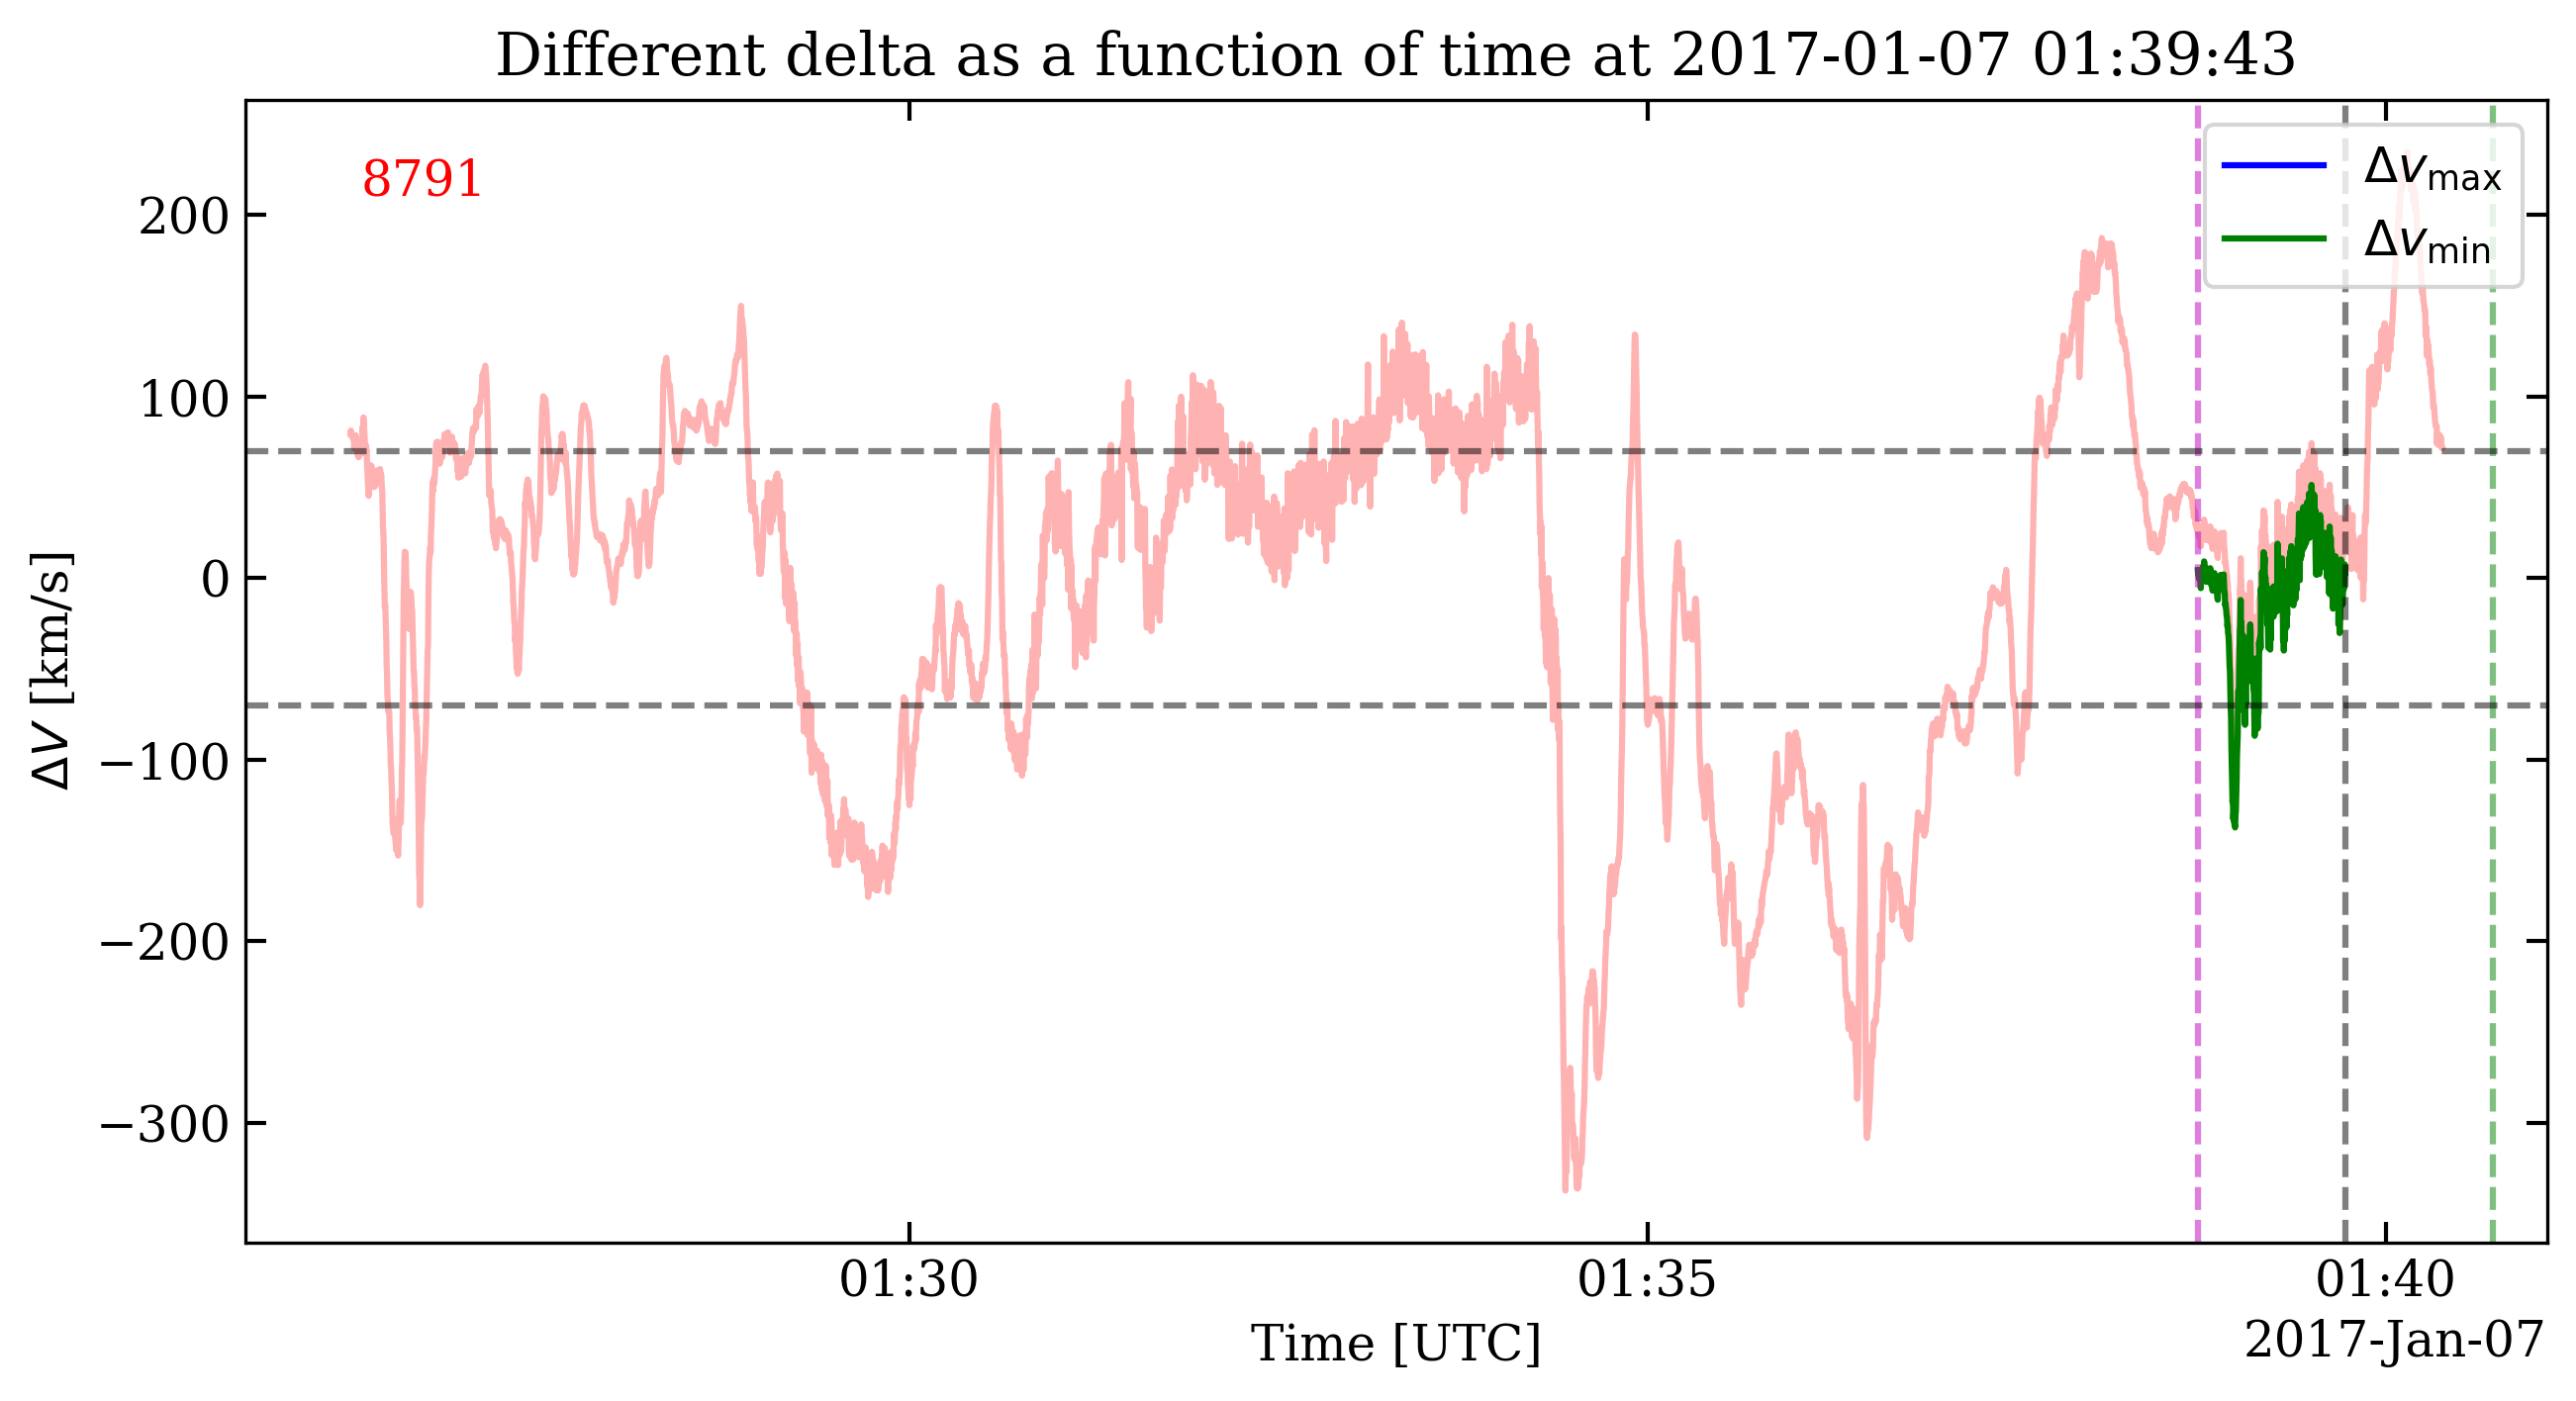 Different delta as a function of time at 2017-01-07 01:39:43
8791
Δv_max
Δv_min
ΔV [km/s]
200
100
0
−100
−200
−300
01:30
01:35
01:40
2017-Jan-07
Time [UTC]